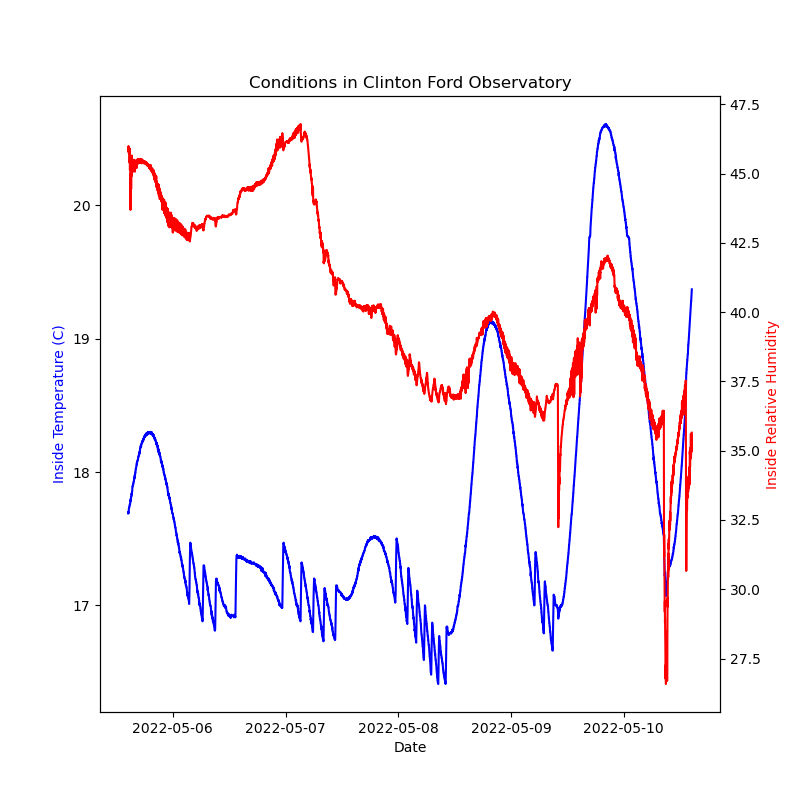 Conditions in Clinton Ford Observatory
47.5
45.0
42.5
40.0
37.5
35.0
32.5
30.0
27.5
20
19
18
17
Inside Temperature (C)
Inside Relative Humidity
2022-05-06 2022-05-07 2022-05-08 2022-05-09 2022-05-10
Date